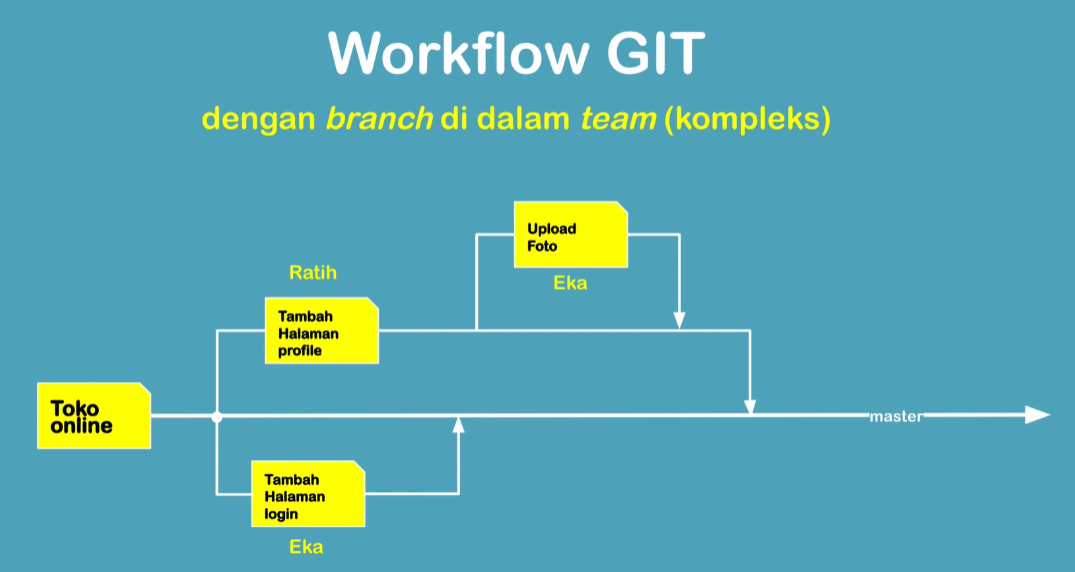 Workflow GIT
dengan branch di dalam team (kompleks)
Upload
Foto
Eka
Ratih
Tambah
Halaman
profile
Toko
online
master
Tambah
Halaman
login
Eka